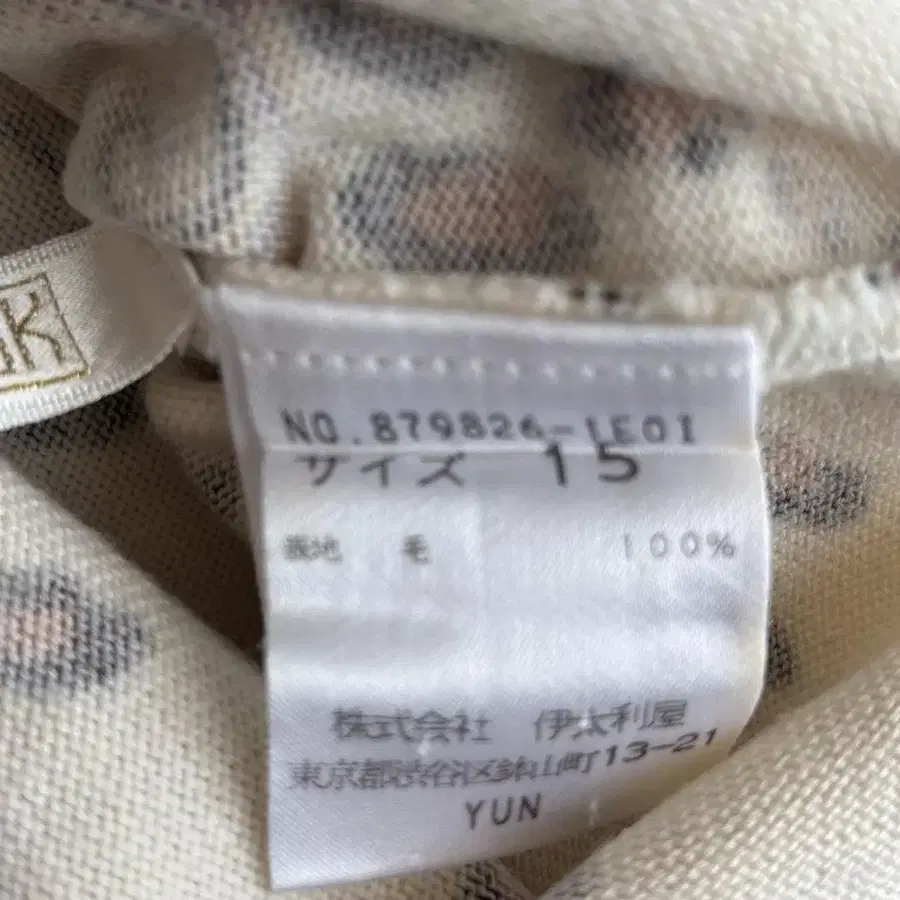 K
NO.879826-1E01
サイズ 15
表地 毛 100%
株式会社 伊太利屋
東京都渋谷区鉢山町13-21
YUN